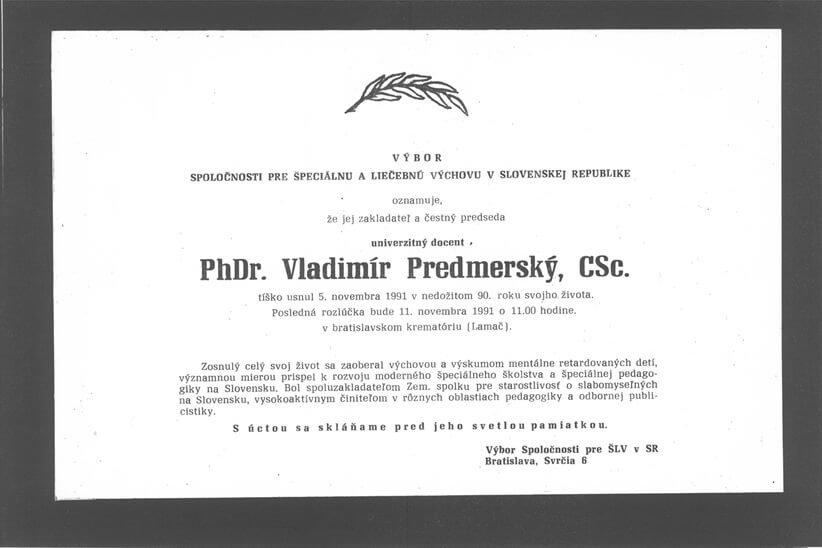 VÝBOR
SPOLOČNOSTI PRE ŠPECIÁLNU A LIEČEBNÚ VÝCHOVU V SLOVENSKEJ REPUBLIKE
oznamuje,
že jej zakladateľ a čestný predseda
univerzitný docent
PhDr. Vladimír Predmerský, CSc.
tíško usnul 5. novembra 1991 v nedožitom 90. roku svojho života.
Posledná rozlúčka bude 11. novembra 1991 o 11.00 hodine.
v bratislavskom krematóriu (Lamač).
Zosnulý celý svoj život sa zaoberal výchovou a výskumom mentálne retardovaných detí,
významnou mierou prispel k rozvoju moderného špeciálneho školstva a špeciálnej pedago-
giky na Slovensku. Bol spoluzakladateľom Zem. spolku pre starostlivosť o slabomyseľných
na Slovensku, vysokoaktívnym činiteľom v rôznych oblastiach pedagogiky a odbornej publi-
cistiky.
S úctou sa skláňame pred jeho svetlou pamiatkou.
Výbor Spoločnosti pre ŠLV v SR
Bratislava, Svrčia 6